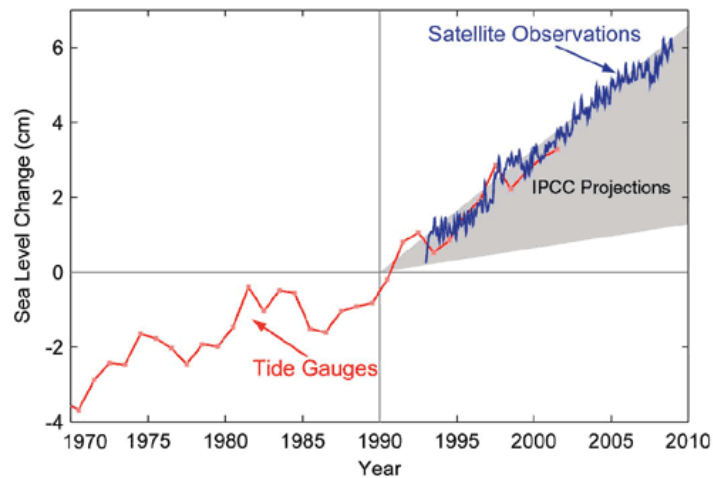 Satellite Observations
IPCC Projections
Tide Gauges
Sea Level Change (cm)
6
4
2
0
-2
-4
1970 1975 1980 1985 1990 1995 2000 2005 2010
Year